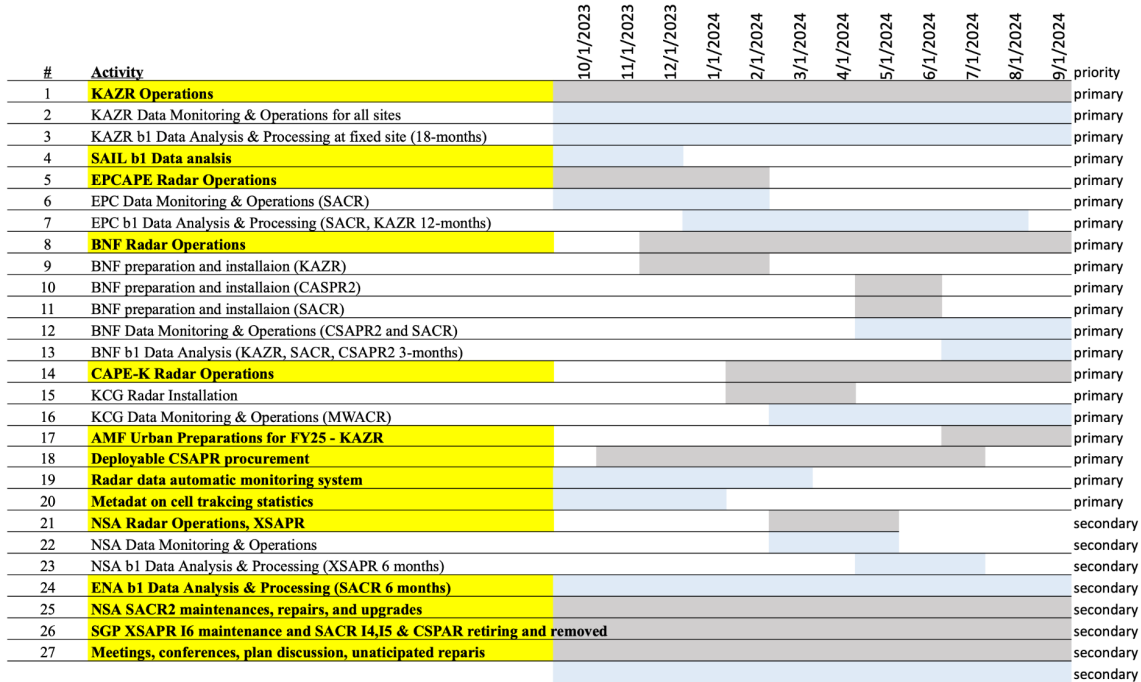 10/1/2023 11/1/2023 12/1/2023 1/1/2024 2/1/2024 3/1/2024 4/1/2024 5/1/2024 6/1/2024 7/1/2024 8/1/2024 9/1/2024
# Activity priority
1 KAZR Operations primary
2 KAZR Data Monitoring & Operations for all sites primary
3 KAZR b1 Data Analysis & Processing at fixed site (18-months) primary
4 SAIL b1 Data analsis primary
5 EPCAPE Radar Operations primary
6 EPC Data Monitoring & Operations (SACR) primary
7 EPC b1 Data Analysis & Processing (SACR, KAZR 12-months) primary
8 BNF Radar Operations primary
9 BNF preparation and installaion (KAZR) primary
10 BNF preparation and installaion (CASPR2) primary
11 BNF preparation and installaion (SACR) primary
12 BNF Data Monitoring & Operations (CSAPR2 and SACR) primary
13 BNF b1 Data Analysis (KAZR, SACR, CSAPR2 3-months) primary
14 CAPE-K Radar Operations primary
15 KCG Radar Installation primary
16 KCG Data Monitoring & Operations (MWACR) primary
17 AMF Urban Preparations for FY25 - KAZR primary
18 Deployable CSAPR procurement primary
19 Radar data automatic monitoring system primary
20 Metadat on cell trakcing statistics primary
21 NSA Radar Operations, XSAPR secondary
22 NSA Data Monitoring & Operations secondary
23 NSA b1 Data Analysis & Processing (XSAPR 6 months) secondary
24 ENA b1 Data Analysis & Processing (SACR 6 months) secondary
25 NSA SACR2 maintenances, repairs, and upgrades secondary
26 SGP XSAPR I6 maintenance and SACR I4,I5 & CSPAR retiring and removed secondary
27 Meetings, conferences, plan discussion, unaticipated reparis secondary
secondary